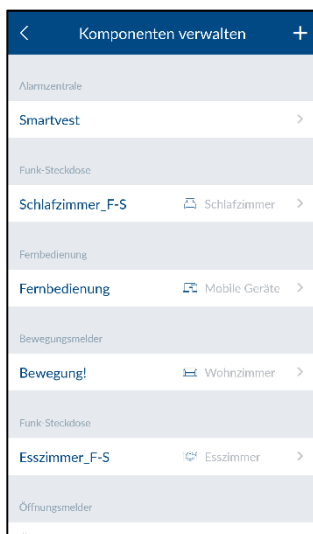 Komponenten verwalten
Alarmzentrale
Smartvest
Funk-Steckdose
Schlafzimmer_F-S Schlafzimmer
Fernbedienung
Fernbedienung Mobile Geräte
Bewegungsmelder
Bewegung! Wohnzimmer
Funk-Steckdose
Esszimmer_F-S Esszimmer
Öffnungsmelder